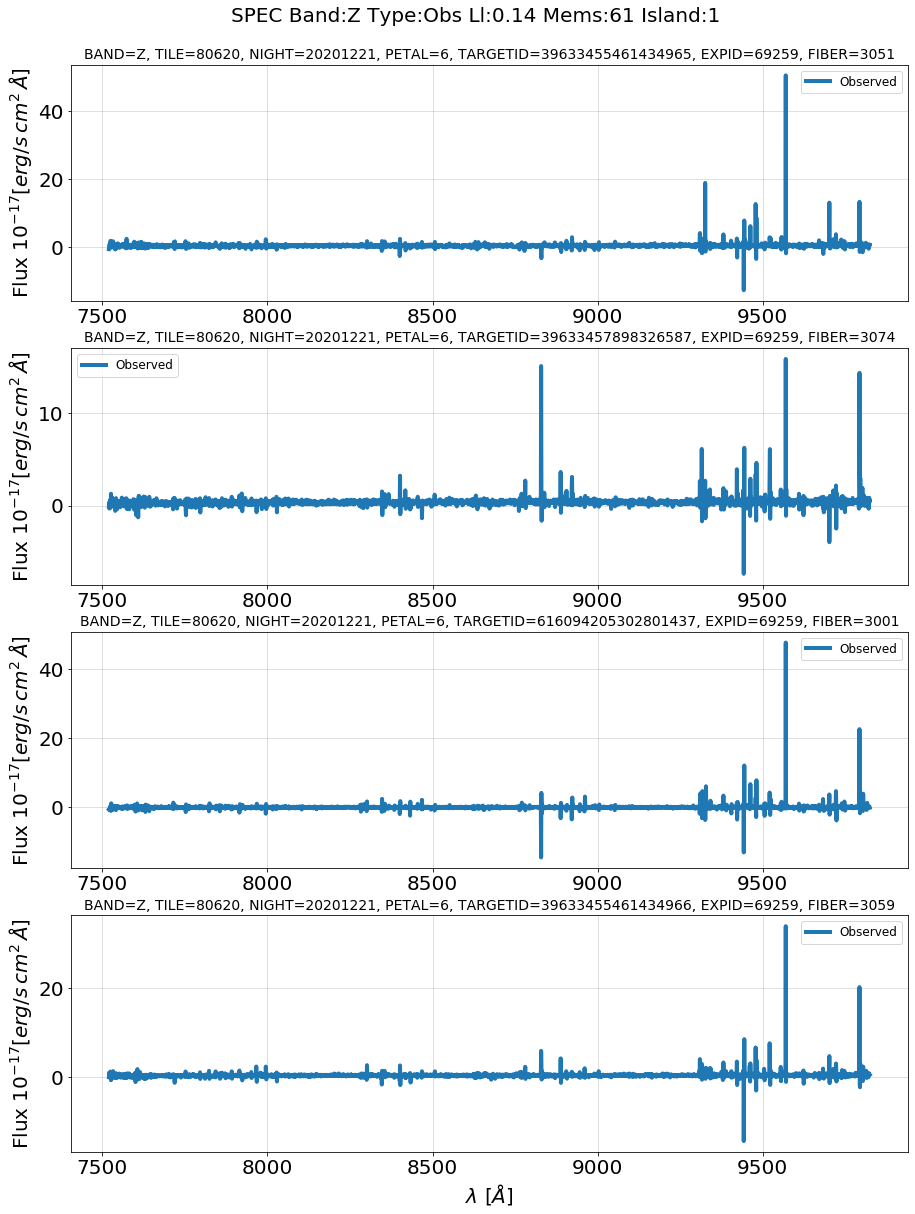 SPEC Band:Z Type:Obs Ll:0.14 Mems:61 Island:1
BAND=Z, TILE=80620, NIGHT=20201221, PETAL=6, TARGETID=39633455461434965, EXPID=69259, FIBER=3051
Flux 10^{-17}[erg/s cm^2 Å]
40
20
0
Observed
7500 8000 8500 9000 9500
BAND=Z, TILE=80620, NIGHT=20201221, PETAL=6, TARGETID=39633457898326587, EXPID=69259, FIBER=3074
Flux 10^{-17}[erg/s cm^2 Å]
10
0
Observed
7500 8000 8500 9000 9500
BAND=Z, TILE=80620, NIGHT=20201221, PETAL=6, TARGETID=616094205302801437, EXPID=69259, FIBER=3001
Flux 10^{-17}[erg/s cm^2 Å]
40
20
0
Observed
7500 8000 8500 9000 9500
BAND=Z, TILE=80620, NIGHT=20201221, PETAL=6, TARGETID=39633455461434966, EXPID=69259, FIBER=3059
Flux 10^{-17}[erg/s cm^2 Å]
20
0
Observed
7500 8000 8500 9000 9500
λ [Å]